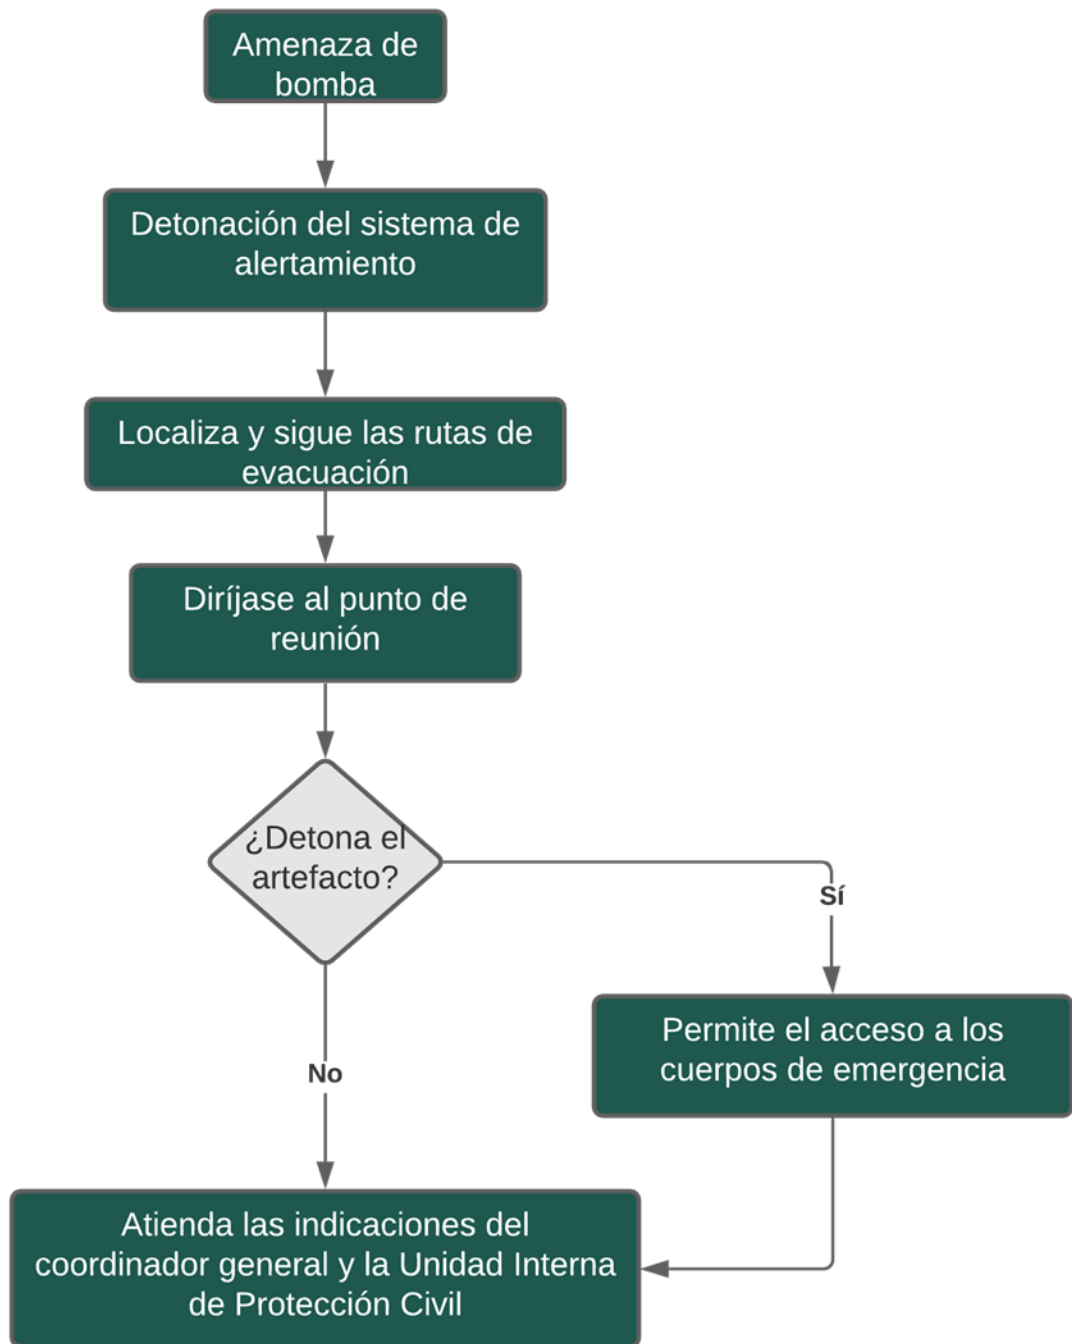 Amenaza de
bomba
Detonación del sistema de
alertamiento
Localiza y sigue las rutas de
evacuación
Diríjase al punto de
reunión
¿Detona el
artefacto?
Sí
Permite el acceso a los
cuerpos de emergencia
No
Atienda las indicaciones del
coordinador general y la Unidad Interna
de Protección Civil